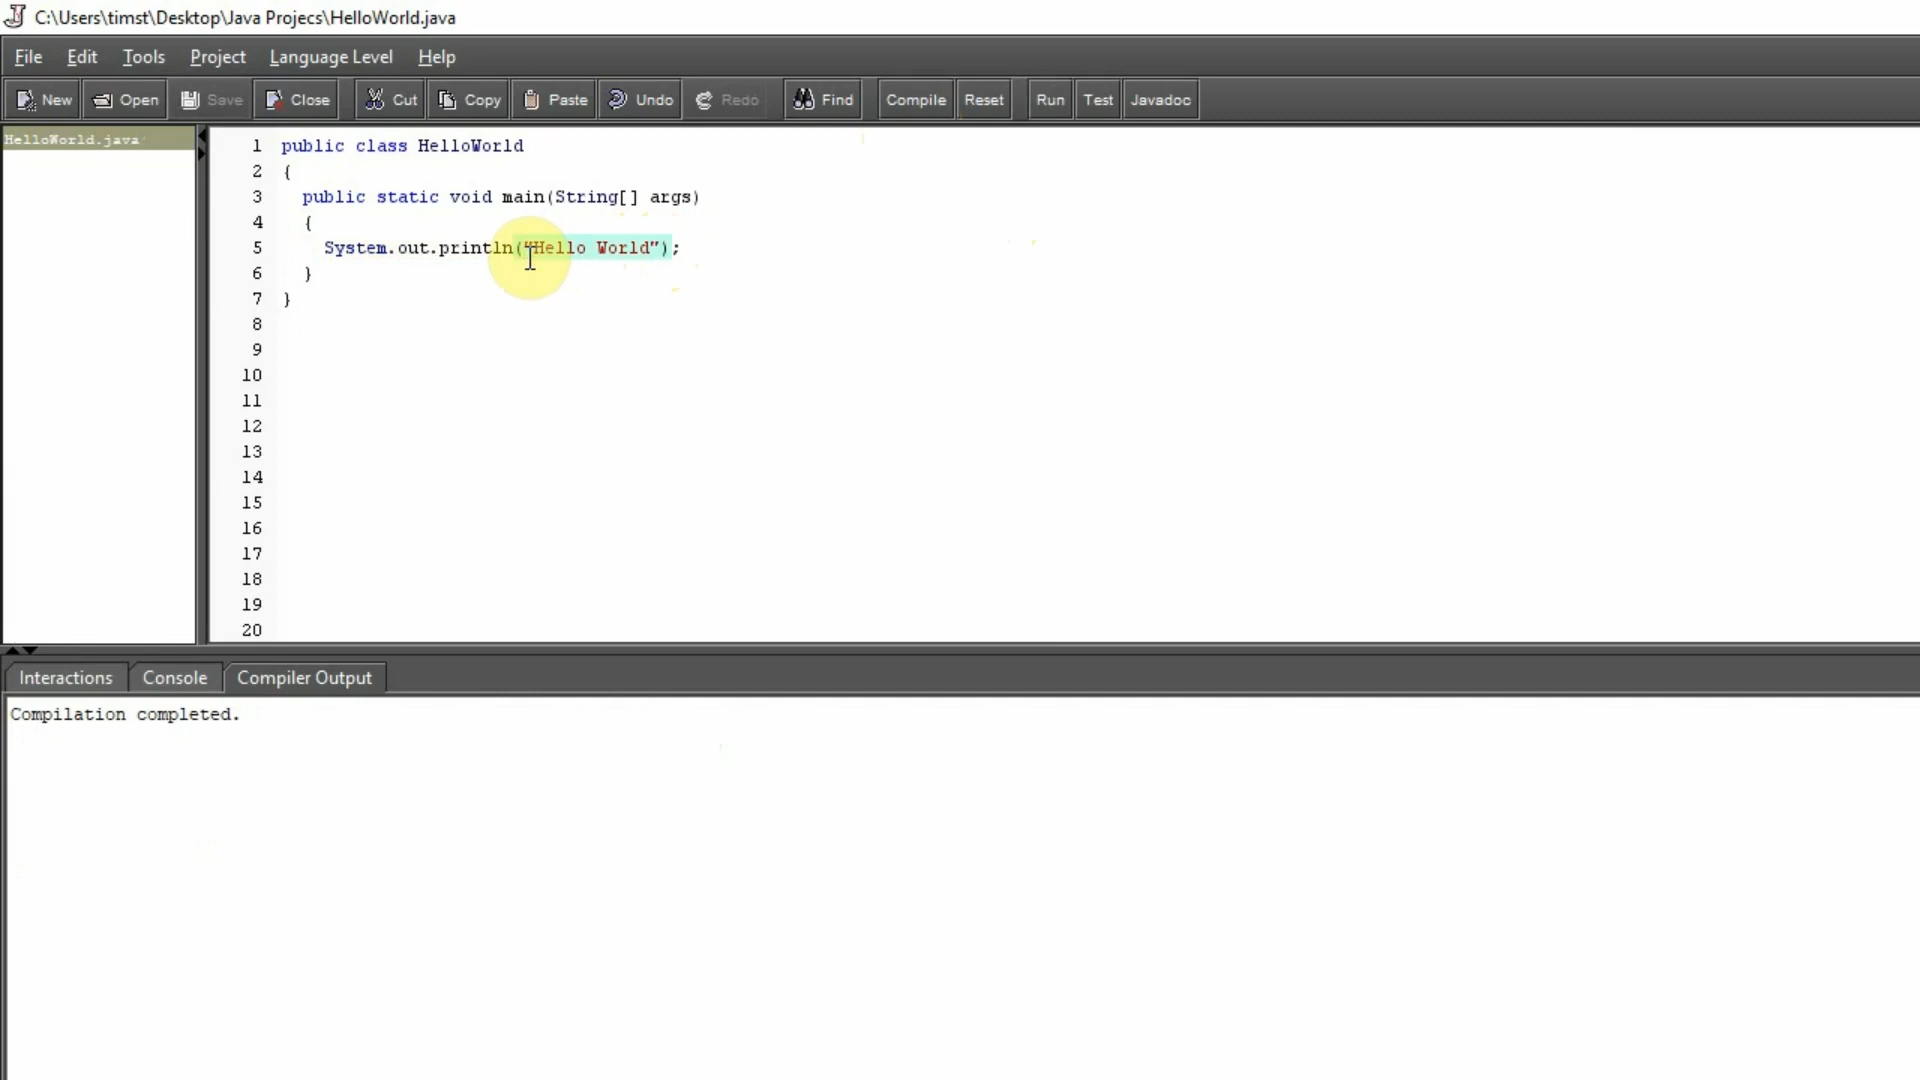 C:\Users\timst\Desktop\Java Projecs\HelloWorld.java
File Edit Tools Project Language Level Help
New Open Save Close Cut Copy Paste Undo Redo Find Compile Reset Run Test Javadoc
HelloWorld.java
1 public class HelloWorld
2 {
3 public static void main(String[] args)
4 {
5 System.out.println("Hello World");
6 }
7 }
8
9
10
11
12
13
14
15
16
17
18
19
20
Interactions Console Compiler Output
Compilation completed.